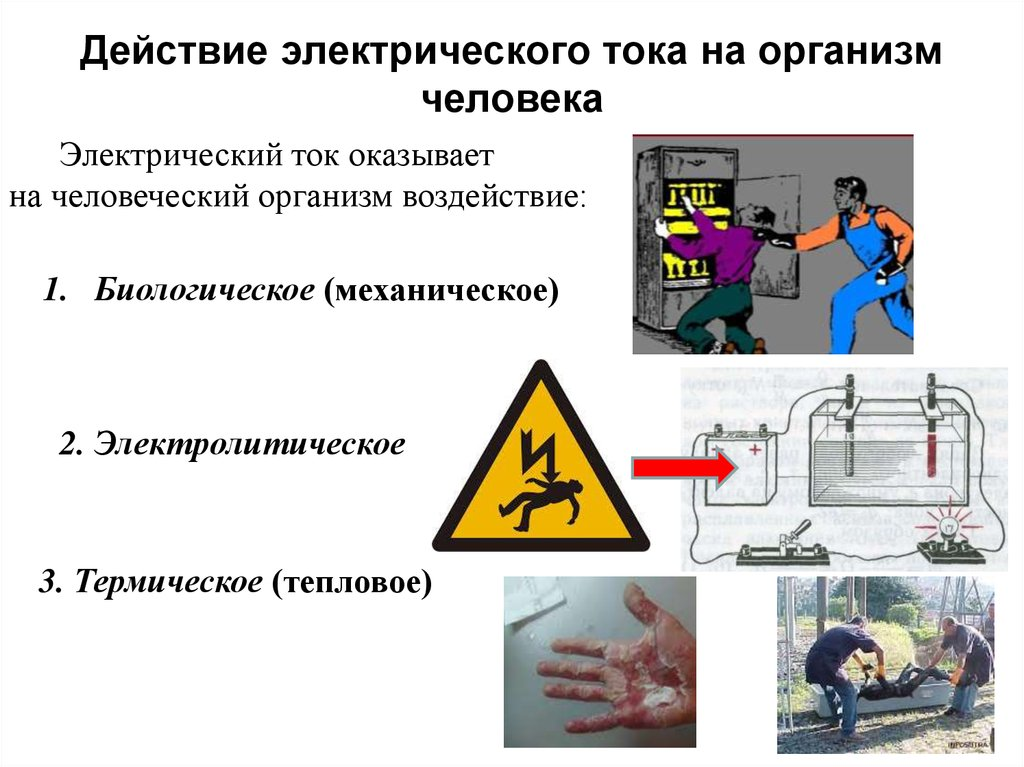 Действие электрического тока на организм
человека
Электрический ток оказывает
на человеческий организм воздействие:
1. Биологическое (механическое)
2. Электролитическое
3. Термическое (тепловое)